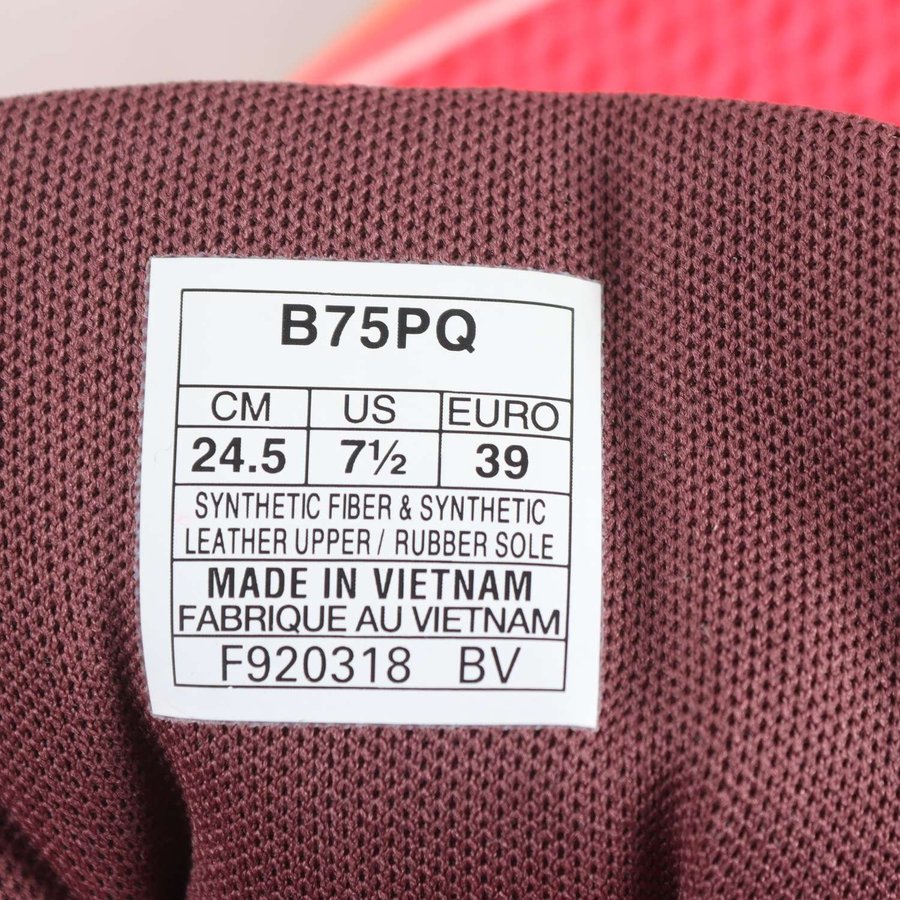 B75PQ
CM US EURO
24.5 7½ 39
SYNTHETIC FIBER & SYNTHETIC
LEATHER UPPER / RUBBER SOLE
MADE IN VIETNAM
FABRIQUE AU VIETNAM
F920318 BV